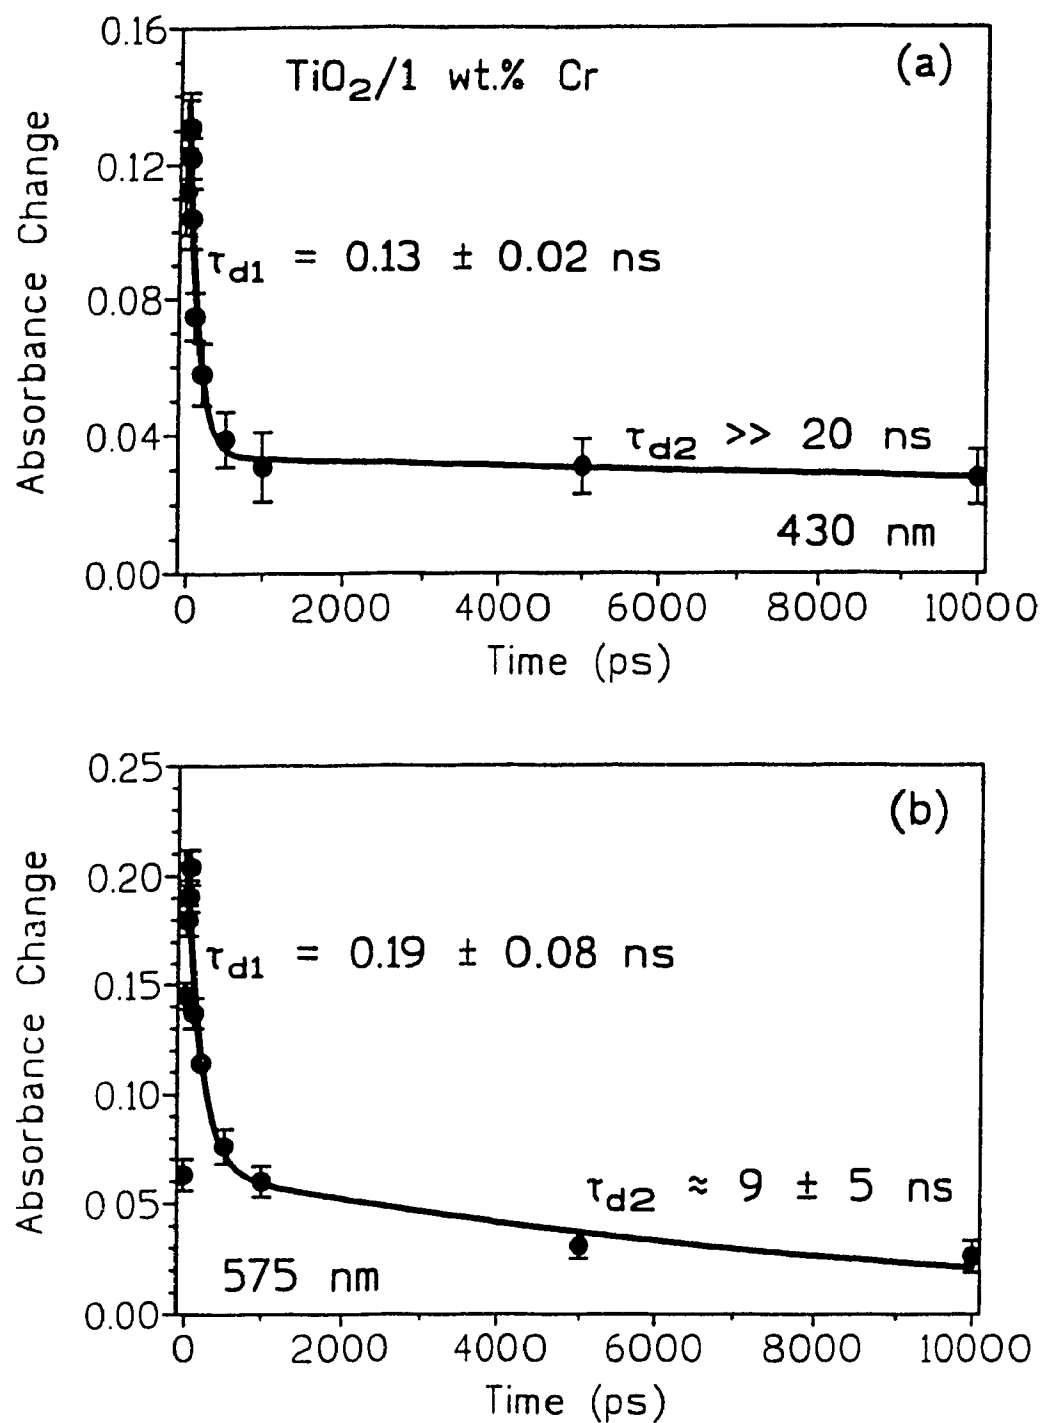 0.16
TiO₂/1 wt.% Cr
(a)
0.12
τd1 = 0.13 ± 0.02 ns
0.08
0.04
τd2 >> 20 ns
430 nm
0.00
0 2000 4000 6000 8000 10000
Time (ps)
Absorbance Change
0.25
(b)
0.20
τd1 = 0.19 ± 0.08 ns
0.15
0.10
τd2 ≈ 9 ± 5 ns
0.05
575 nm
0.00
0 2000 4000 6000 8000 10000
Time (ps)
Absorbance Change